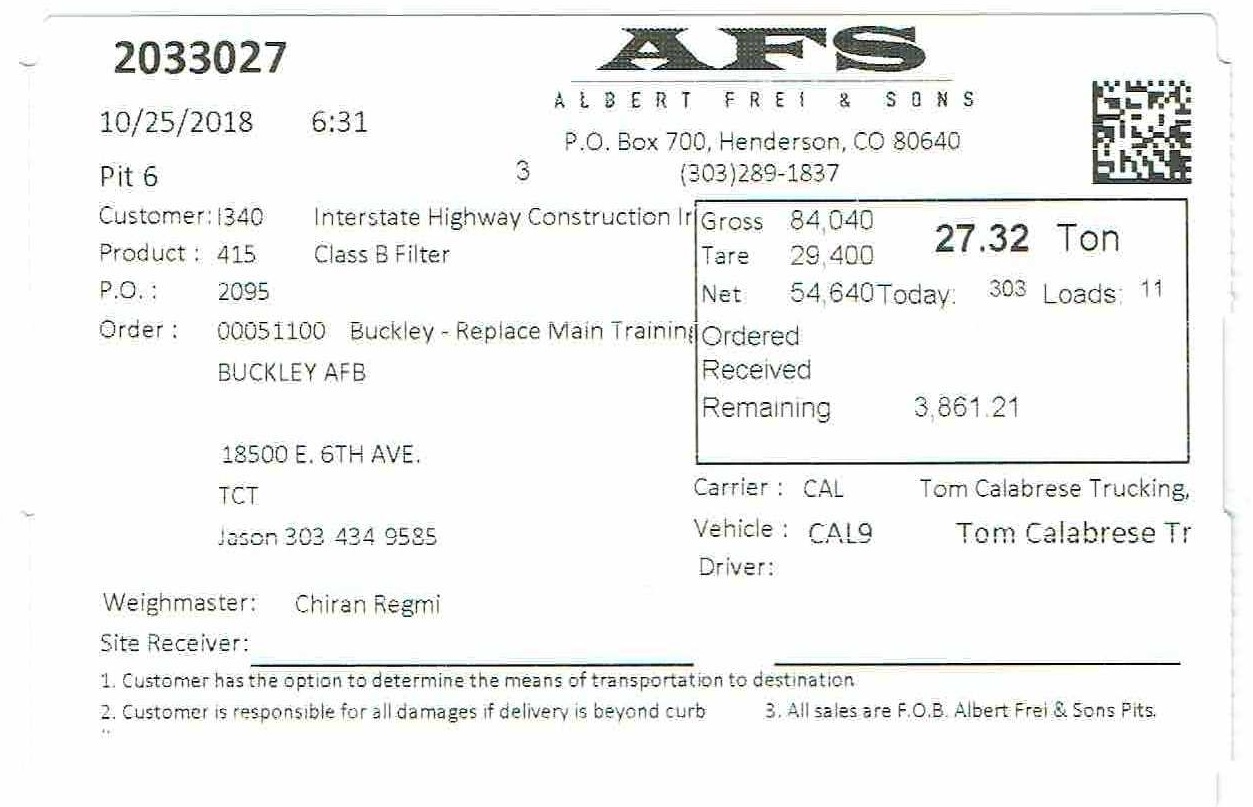 2033027
AFS
ALBERT FREI & SONS
10/25/2018 6:31
P.O. Box 700, Henderson, CO 80640
Pit 6 3 (303)289-1837
Customer: I340 Interstate Highway Construction Ir
Product : 415 Class B Filter
P.O. : 2095
Order : 00051100 Buckley - Replace Main Training
BUCKLEY AFB
18500 E. 6TH AVE.
TCT
Jason 303 434 9585
Gross 84,040 27.32 Ton
Tare 29,400
Net 54,640 Today: 303 Loads: 11
Ordered
Received
Remaining 3,861.21
Carrier : CAL Tom Calabrese Trucking,
Vehicle : CAL9 Tom Calabrese Tr
Driver:
Weighmaster: Chiran Regmi
Site Receiver:
1. Customer has the option to determine the means of transportation to destination
2. Customer is responsible for all damages if delivery is beyond curb 3. All sales are F.O.B. Albert Frei & Sons Pits.